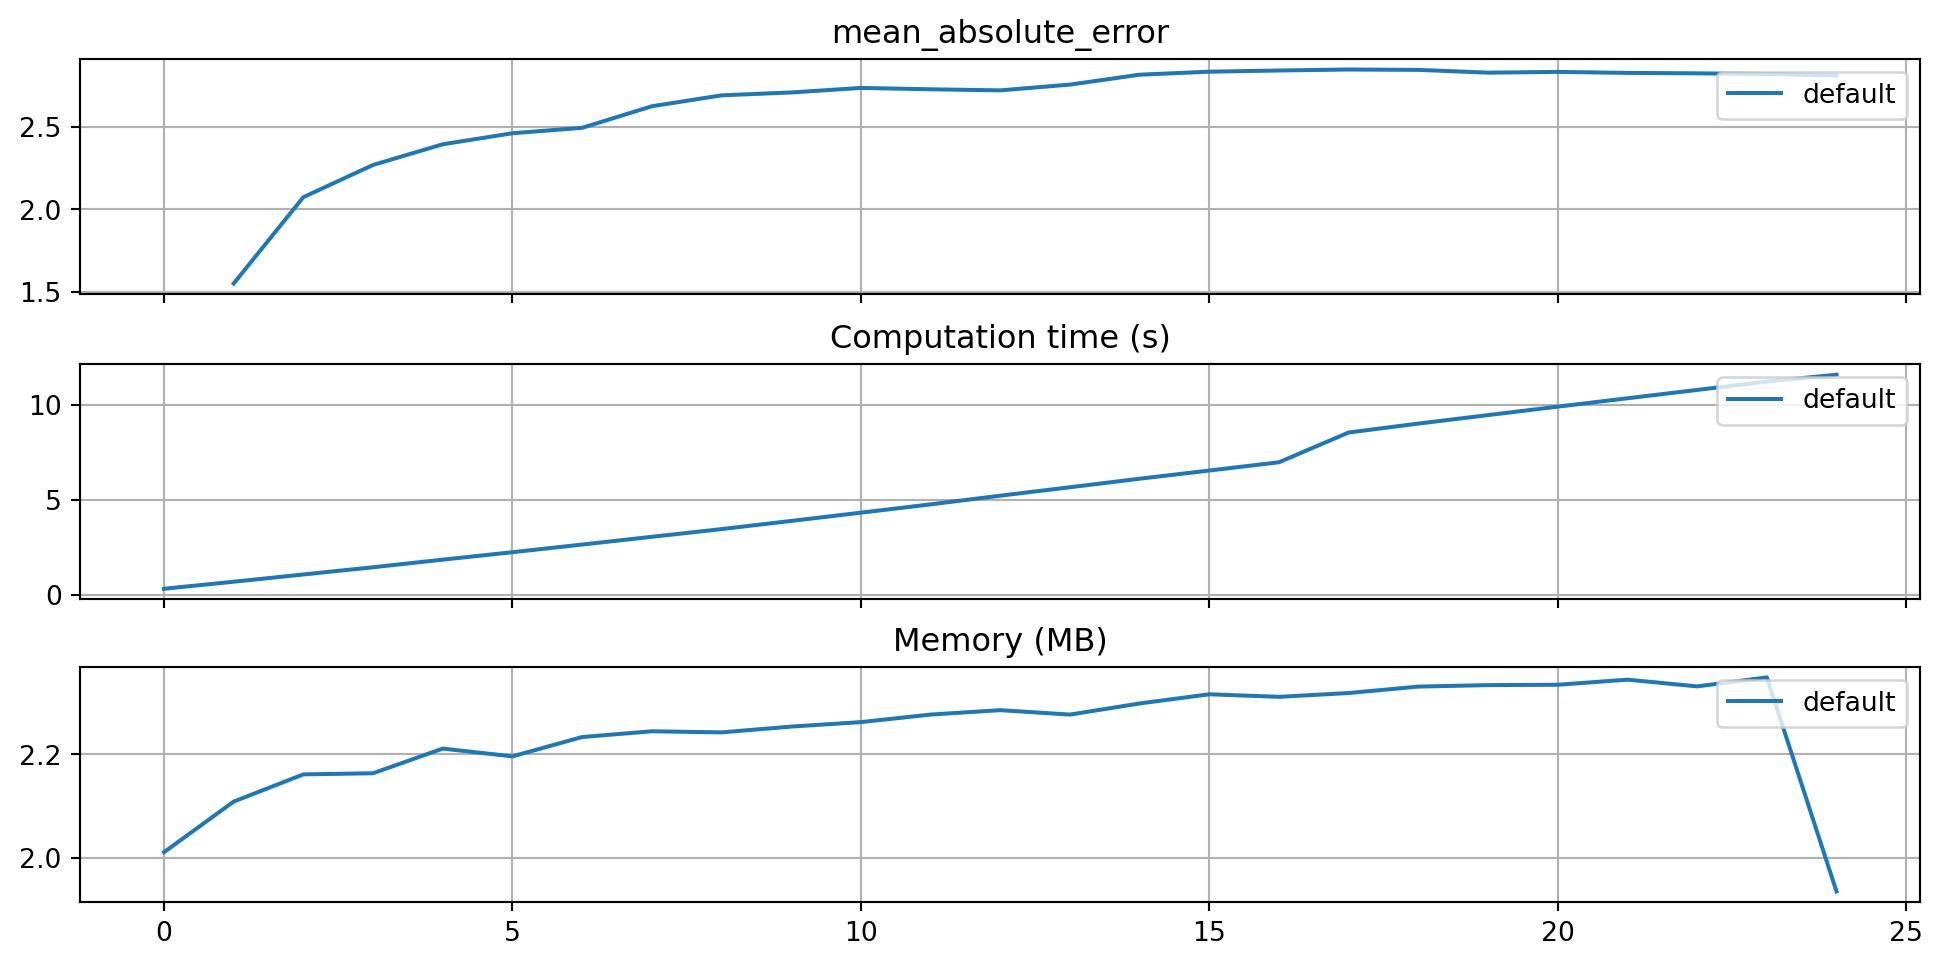 mean_absolute_error
2.5
2.0
1.5
default
Computation time (s)
10
5
0
default
Memory (MB)
2.2
2.0
default
0 5 10 15 20 25